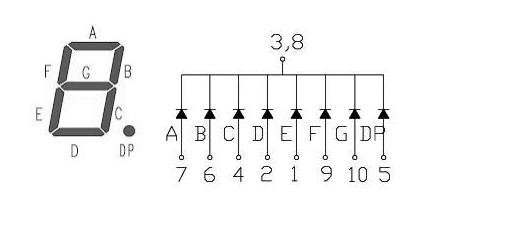 A
F G B
E C
D DP
3,8
A B C D E F G DP
7 6 4 2 1 9 10 5